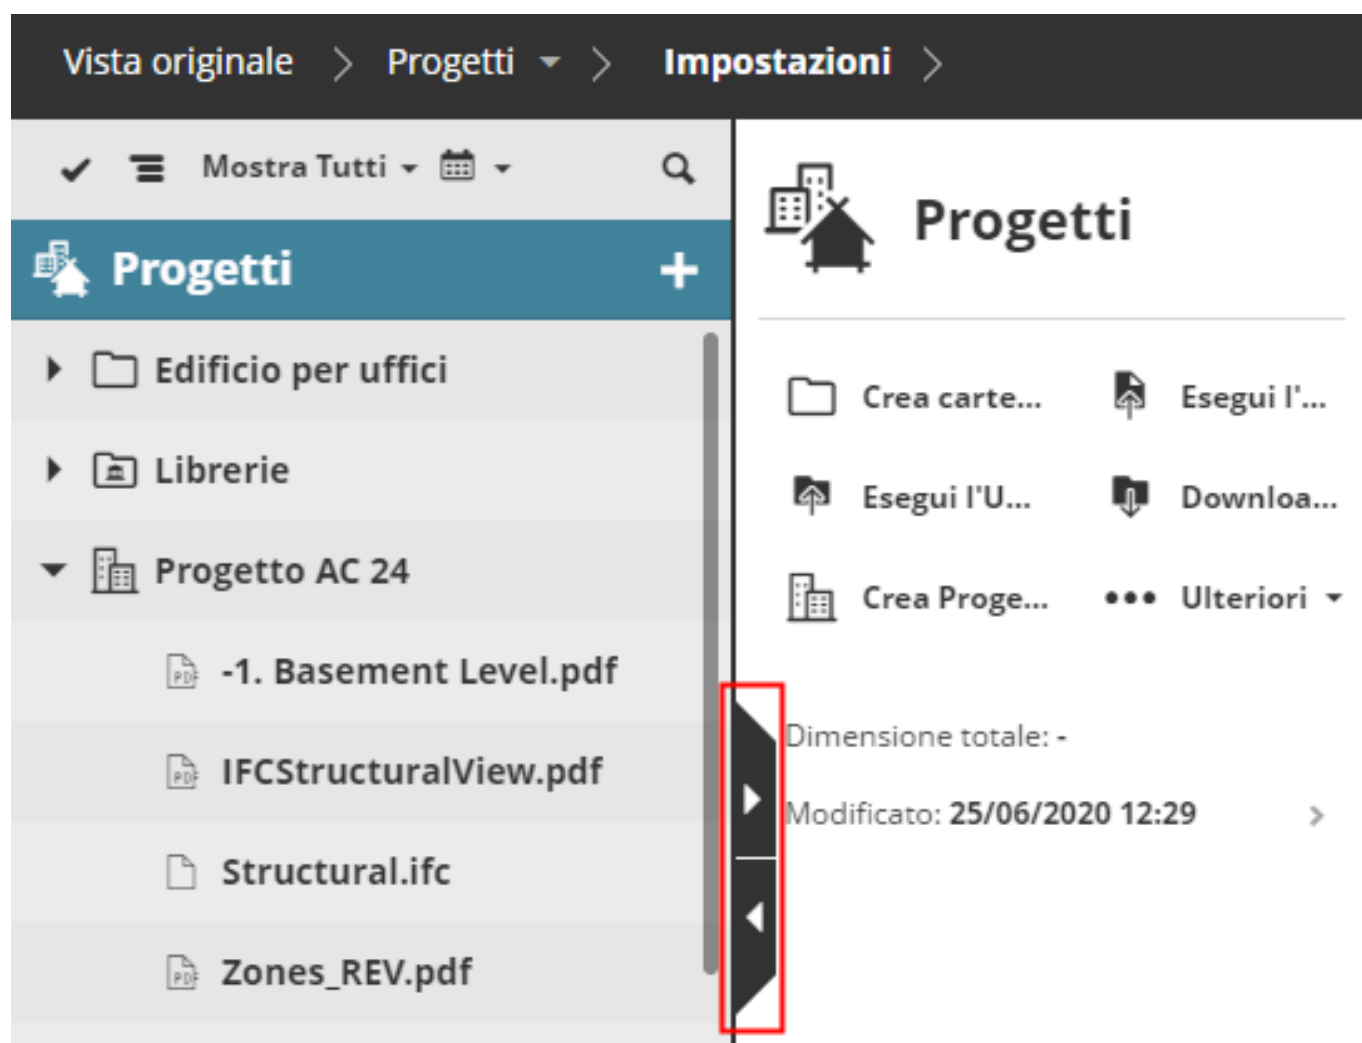 Vista originale > Progetti > Impostazioni >
Mostra Tutti
Progetti
Edificio per uffici
Librerie
Progetto AC 24
-1. Basement Level.pdf
IFCStructuralView.pdf
Structural.ifc
Zones_REV.pdf
Progetti
Crea carte... Esegui l'...
Esegui l'U... Downloa...
Crea Proge... ••• Ulteriori
Dimensione totale: -
Modificato: 25/06/2020 12:29 >